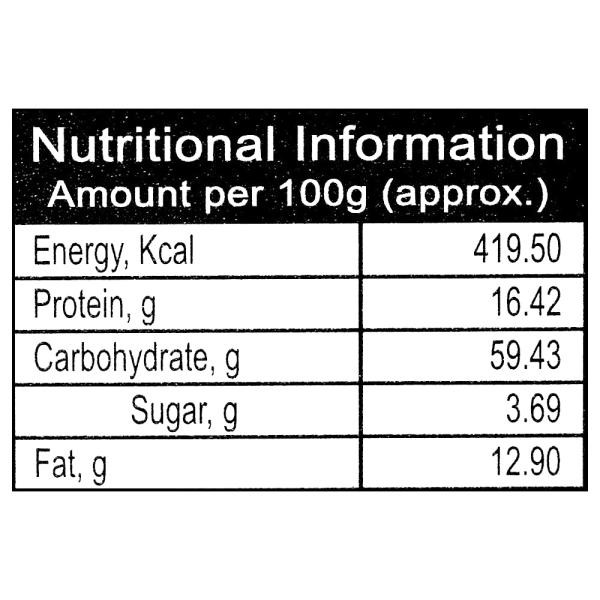 Nutritional Information
Amount per 100g (approx.)
Energy, Kcal 419.50
Protein, g 16.42
Carbohydrate, g 59.43
Sugar, g 3.69
Fat, g 12.90